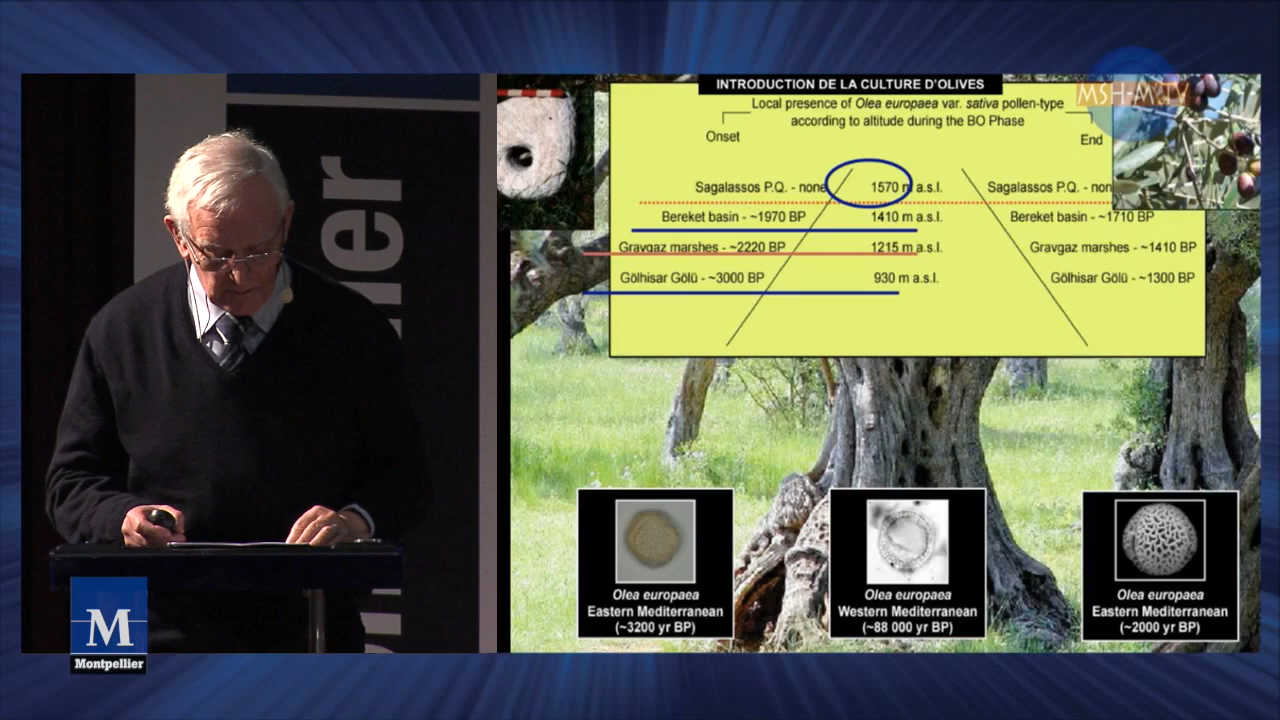 INTRODUCTION DE LA CULTURE D'OLIVES
MSH-M.TV
Local presence of Olea europaea var. sativa pollen-type
according to altitude during the BO Phase
Onset
End
Sagalassos P.Q. - none 1570 m a.s.l. Sagalassos P.Q. - non
Bereket basin - ~1970 BP 1410 m a.s.l. Bereket basin - ~1710 BP
Gravgaz marshes - ~2220 BP 1215 m a.s.l. Gravgaz marshes - ~1410 BP
Gölhisar Gölü - ~3000 BP 930 m a.s.l. Gölhisar Gölü - ~1300 BP
Olea europaea
Eastern Mediterranean
(~3200 yr BP)
Olea europaea
Western Mediterranean
(~88 000 yr BP)
Olea europaea
Eastern Mediterranean
(~2000 yr BP)
M
Montpellier